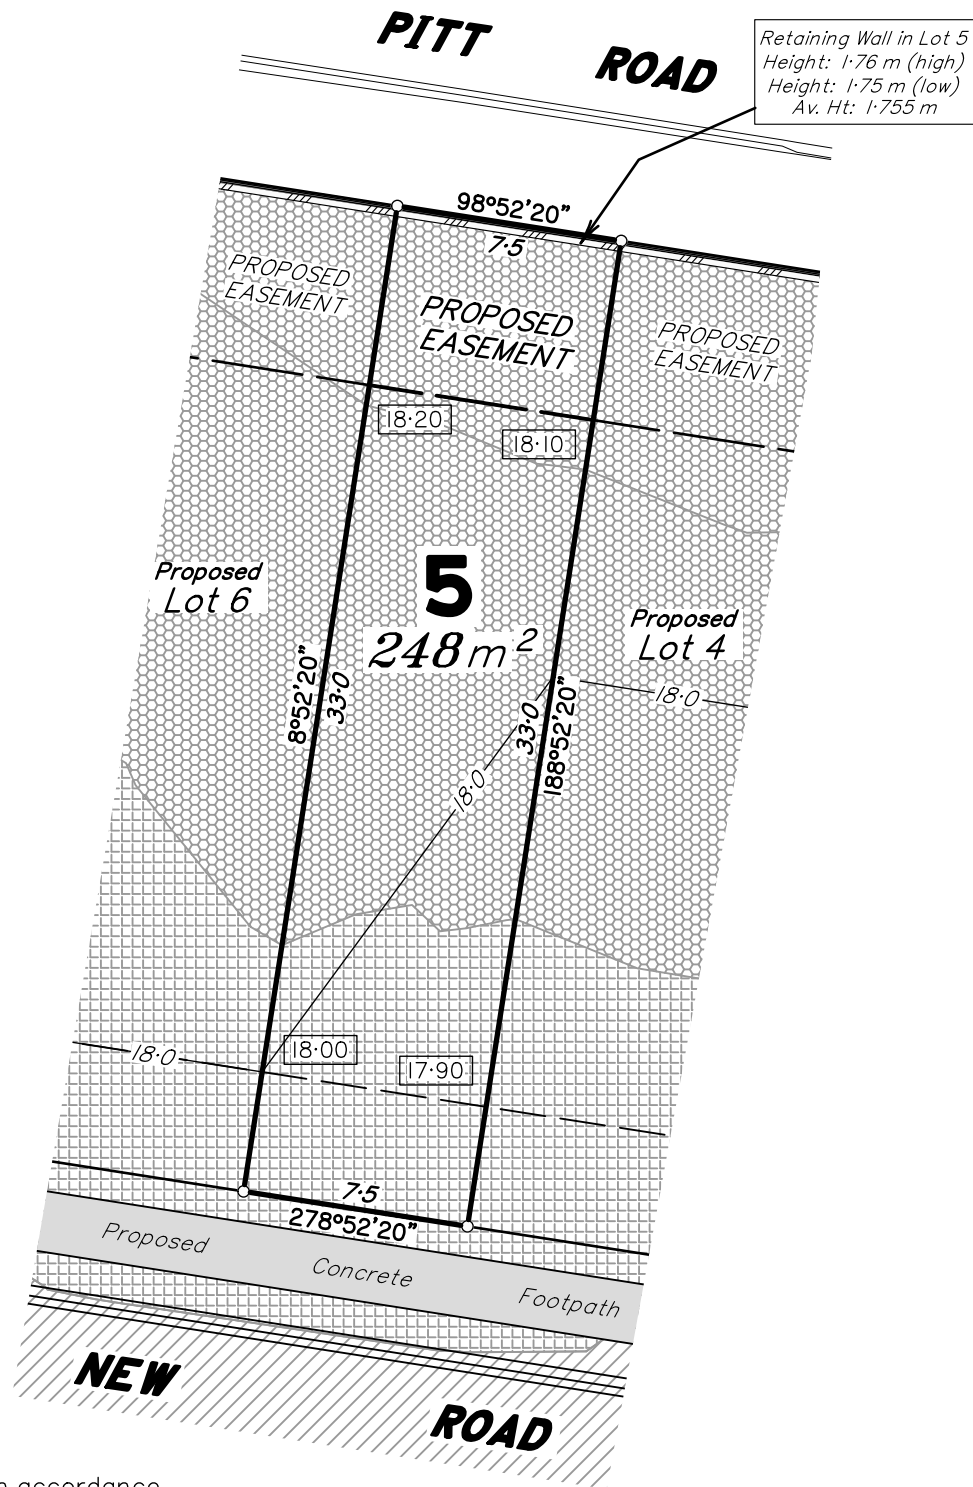 PITT ROAD
Retaining Wall in Lot 5
Height: 1·76 m (high)
Height: 1·75 m (low)
Av. Ht: 1·755 m
98°52'20"
7·5
PROPOSED
EASEMENT
PROPOSED
EASEMENT
PROPOSED
EASEMENT
18·20
18·10
5
248 m²
Proposed
Lot 6
Proposed
Lot 4
8°52'20"
33·0
33·0
188°52'20"
18·0
18·0
18·0
18·00
17·90
7·5
278°52'20"
Proposed Concrete Footpath
NEW ROAD
accordance